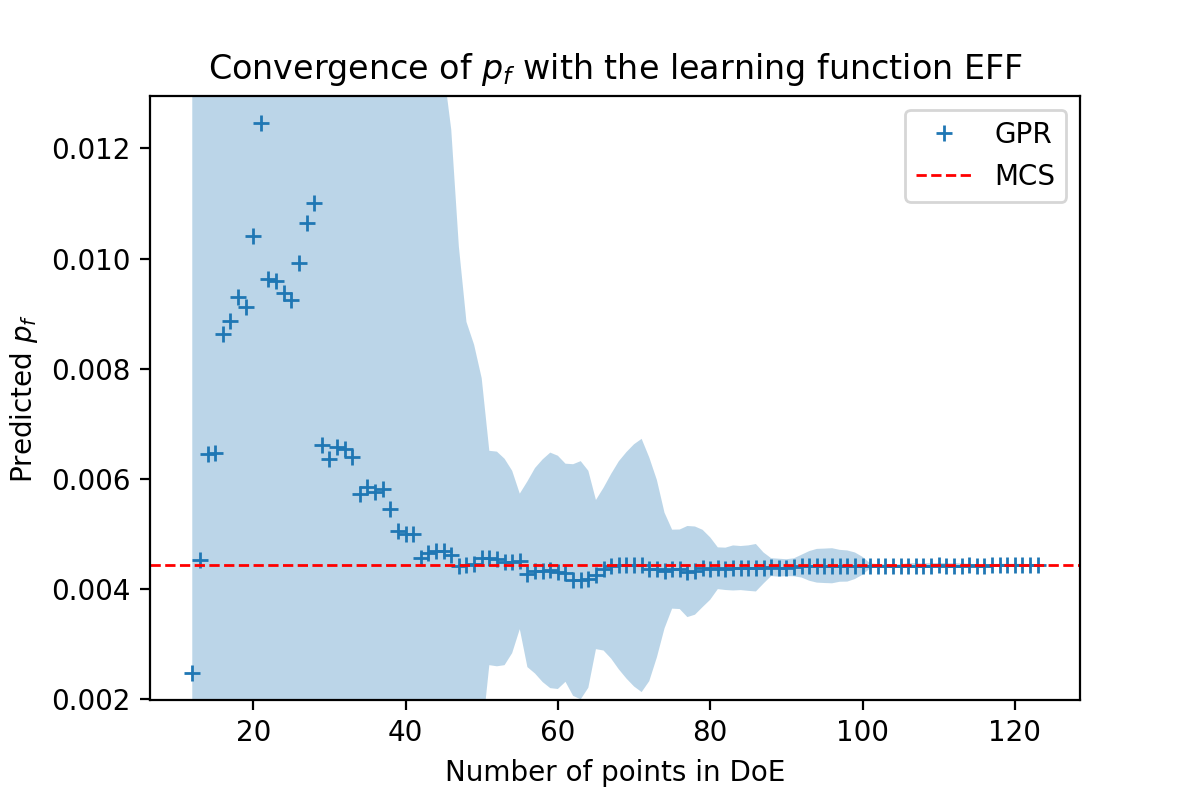 Convergence of p_f with the learning function EFF
GPR
MCS
Predicted p_f
0.012
0.010
0.008
0.006
0.004
0.002
20 40 60 80 100 120
Number of points in DoE